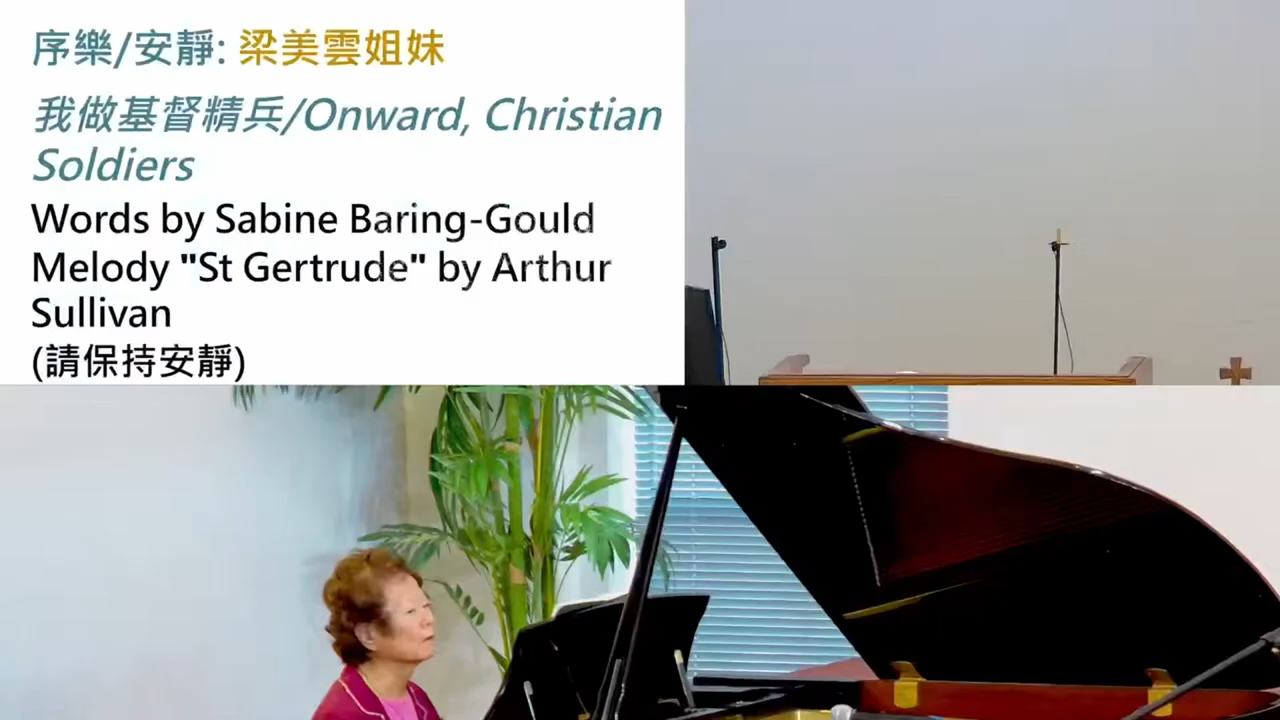 序樂/安靜: 梁美雲姐妹
我做基督精兵/Onward, Christian
Soldiers
Words by Sabine Baring-Gould
Melody "St Gertrude" by Arthur
Sullivan
(請保持安靜)